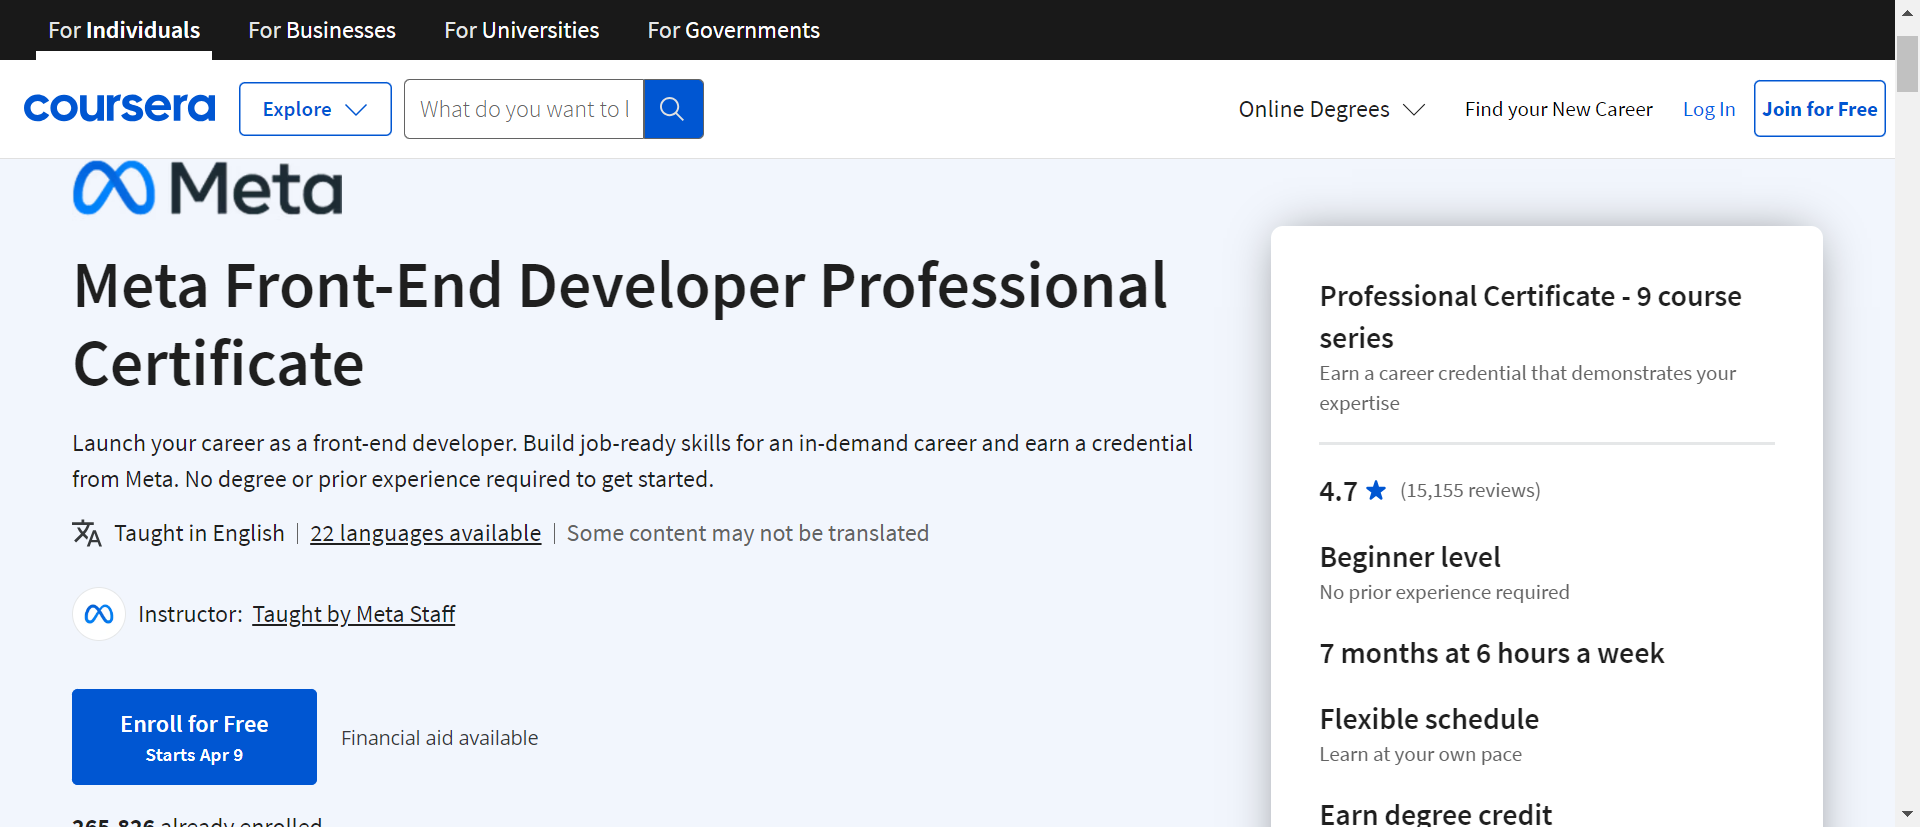 For Individuals
For Businesses
For Universities
For Governments
coursera
Explore
What do you want to l
Online Degrees
Find your New Career
Log In
Join for Free
Meta
Meta Front-End Developer Professional
Certificate
Launch your career as a front-end developer. Build job-ready skills for an in-demand career and earn a credential
from Meta. No degree or prior experience required to get started.
Taught in English
22 languages available
Some content may not be translated
Instructor: Taught by Meta Staff
Enroll for Free
Starts Apr 9
Financial aid available
265,826 already enrolled
Professional Certificate - 9 course
series
Earn a career credential that demonstrates your
expertise
4.7 ★ (15,155 reviews)
Beginner level
No prior experience required
7 months at 6 hours a week
Flexible schedule
Learn at your own pace
Earn degree credit